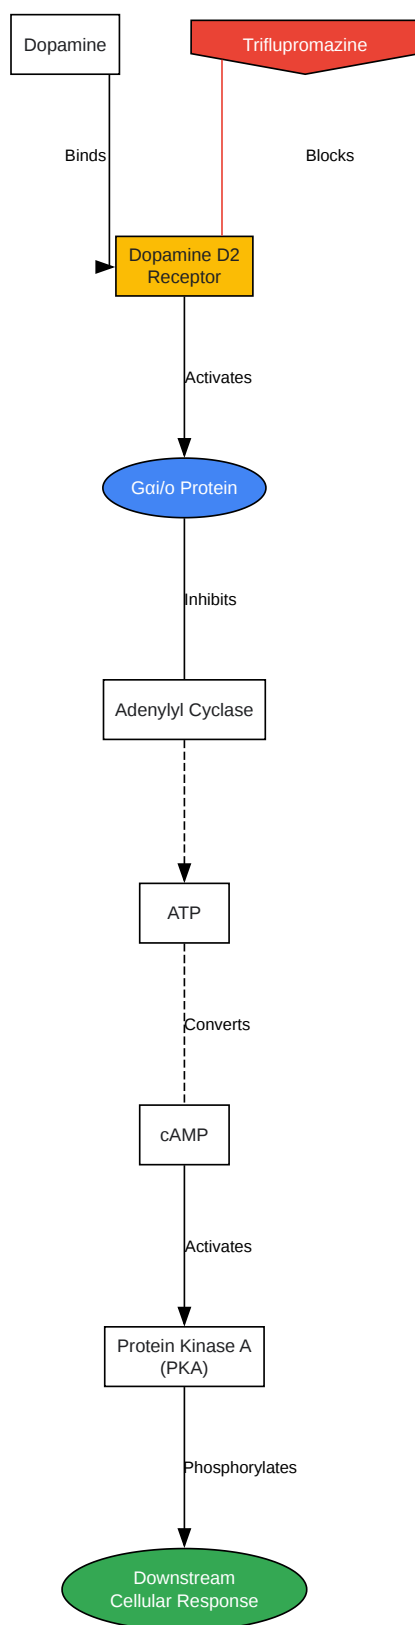 Dopamine
Triflupromazine
Binds
Blocks
Dopamine D2
Receptor
Activates
Gαi/o Protein
Inhibits
Adenylyl Cyclase
ATP
Converts
cAMP
Activates
Protein Kinase A
(PKA)
Phosphorylates
Downstream
Cellular Response